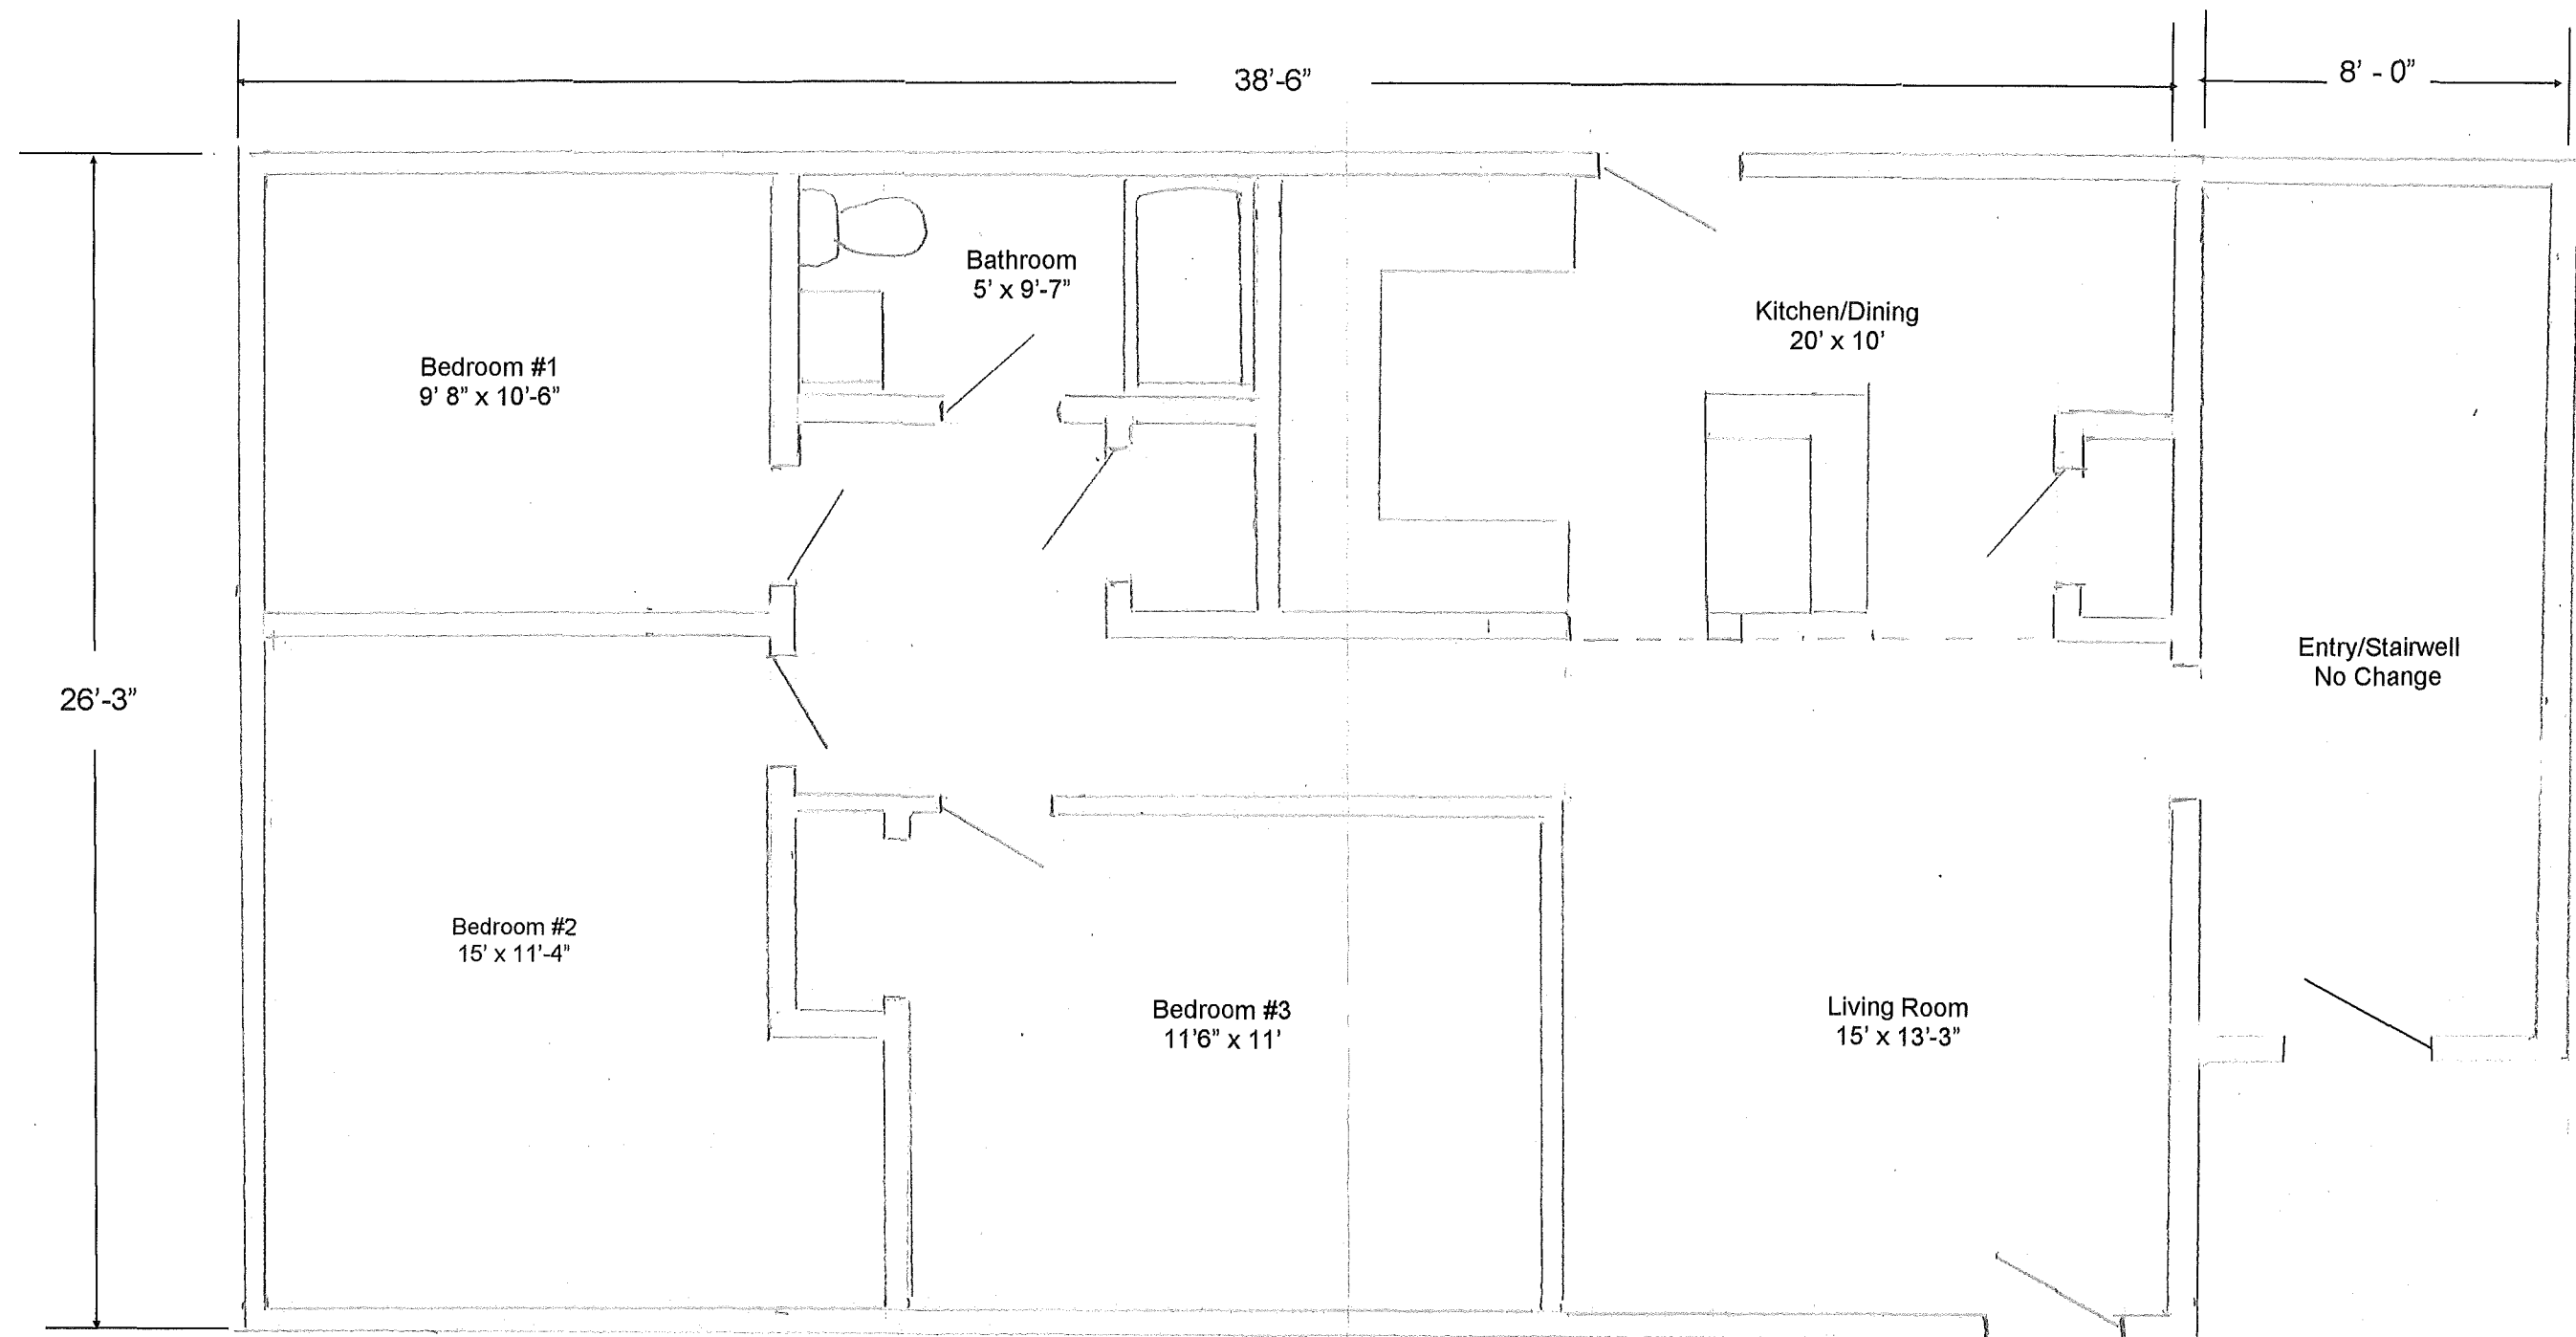 38'-6"
8' - 0"
Bathroom
5' x 9'-7"
Kitchen/Dining
20' x 10'
Bedroom #1
9' 8" x 10'-6"
26'-3"
Entry/Stairwell
No Change
Bedroom #2
15' x 11'-4"
Bedroom #3
11'6" x 11'
Living Room
15' x 13'-3"